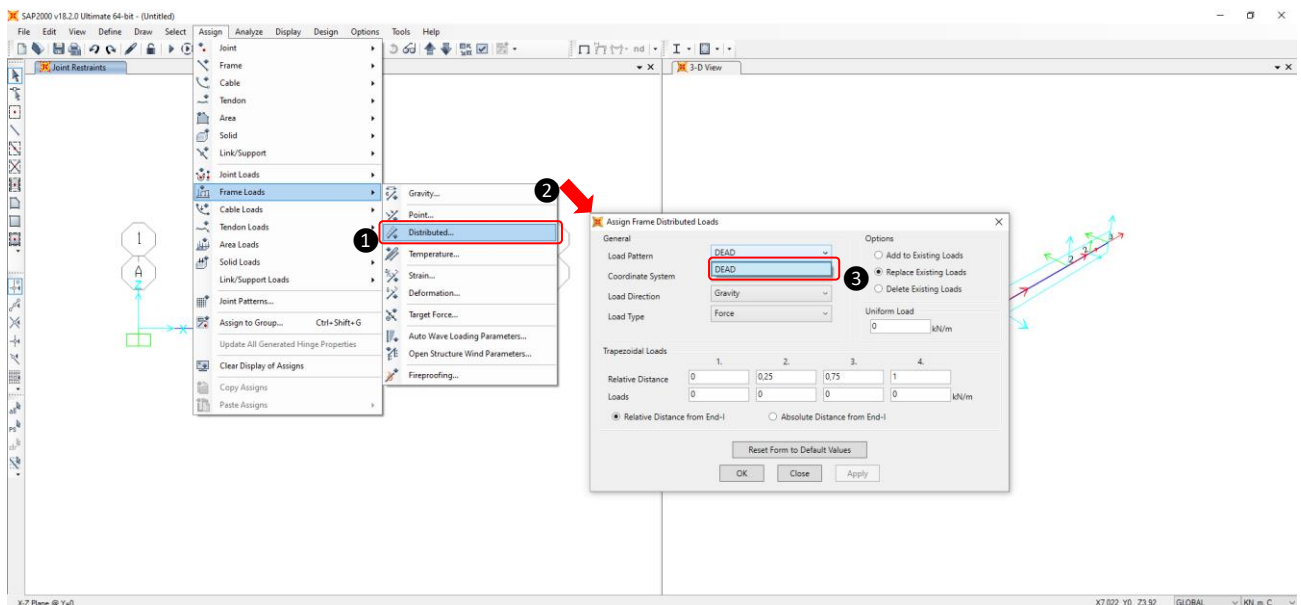 SAP2000 v18.2.0 Ultimate 64-bit - (Untitled)
File Edit View Define Draw Select Assign Analyze Display Design Options Tools Help
nd
Joint Restraints
3-D View
Joint
Frame
Cable
Tendon
Area
Solid
Link/Support
Joint Loads
Frame Loads
Cable Loads
Tendon Loads
Area Loads
Solid Loads
Link/Support Loads
Joint Patterns...
Assign to Group... Ctrl+Shift+G
Update All Generated Hinge Properties
Clear Display of Assigns
Copy Assigns
Paste Assigns
Gravity...
Point...
Distributed...
Temperature...
Strain...
Deformation...
Target Force...
Auto Wave Loading Parameters...
Open Structure Wind Parameters...
Fireproofing...
1
2
3
1
A
Z
X
Assign Frame Distributed Loads
General
Load Pattern DEAD
DEAD
Coordinate System
Load Direction Gravity
Load Type Force
Options
Add to Existing Loads
Replace Existing Loads
Delete Existing Loads
Uniform Load
0 kN/m
Trapezoidal Loads
1. 2. 3. 4.
Relative Distance 0 0,25 0,75 1
Loads 0 0 0 0 kN/m
Relative Distance from End-I Absolute Distance from End-I
Reset Form to Default Values
OK Close Apply
X-Z Plane @ Y=0
X7.022 Y0. Z3.92 GLOBAL KN, m, C